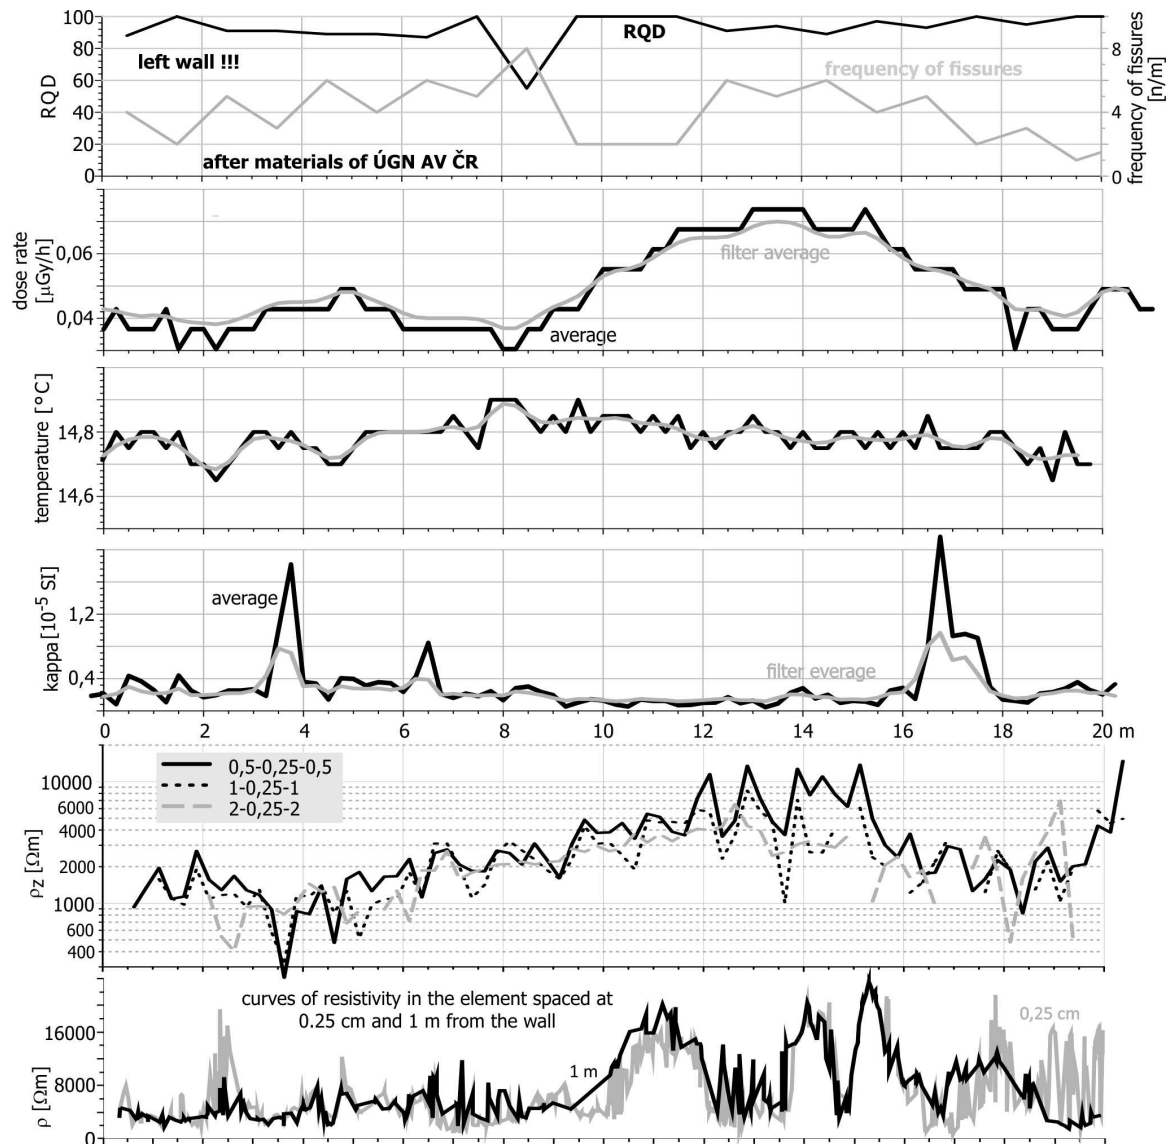 100
80
60
40
20
0
RQD
left wall !!!
RQD
frequency of fissures
after materials of ÚGN AV ČR
8
4
0
frequency of fissures
[n/m]
dose rate
[μGy/h]
0,06
0,04
filter average
average
temperature [°C]
14,8
14,6
kappa[10⁻⁵ SI]
1,2
0,4
average
filter everage
0 2 4 6 8 10 12 14 16 18 20 m
ρz [Ωm]
10000
6000
4000
2000
1000
600
400
0,5-0,25-0,5
1-0,25-1
2-0,25-2
ρ [Ωm]
16000
8000
0
curves of resistivity in the element spaced at
0.25 cm and 1 m from the wall
1 m
0,25 cm